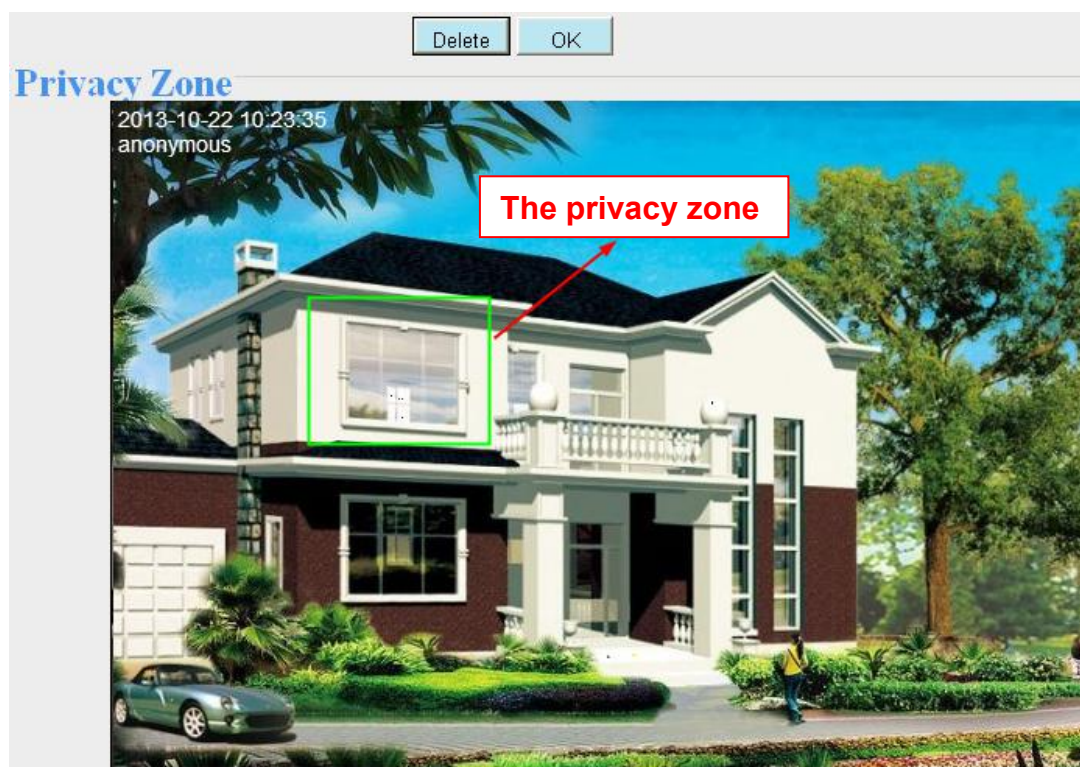 Delete OK
Privacy Zone
2013-10-22 10:23:35
anonymous
The privacy zone